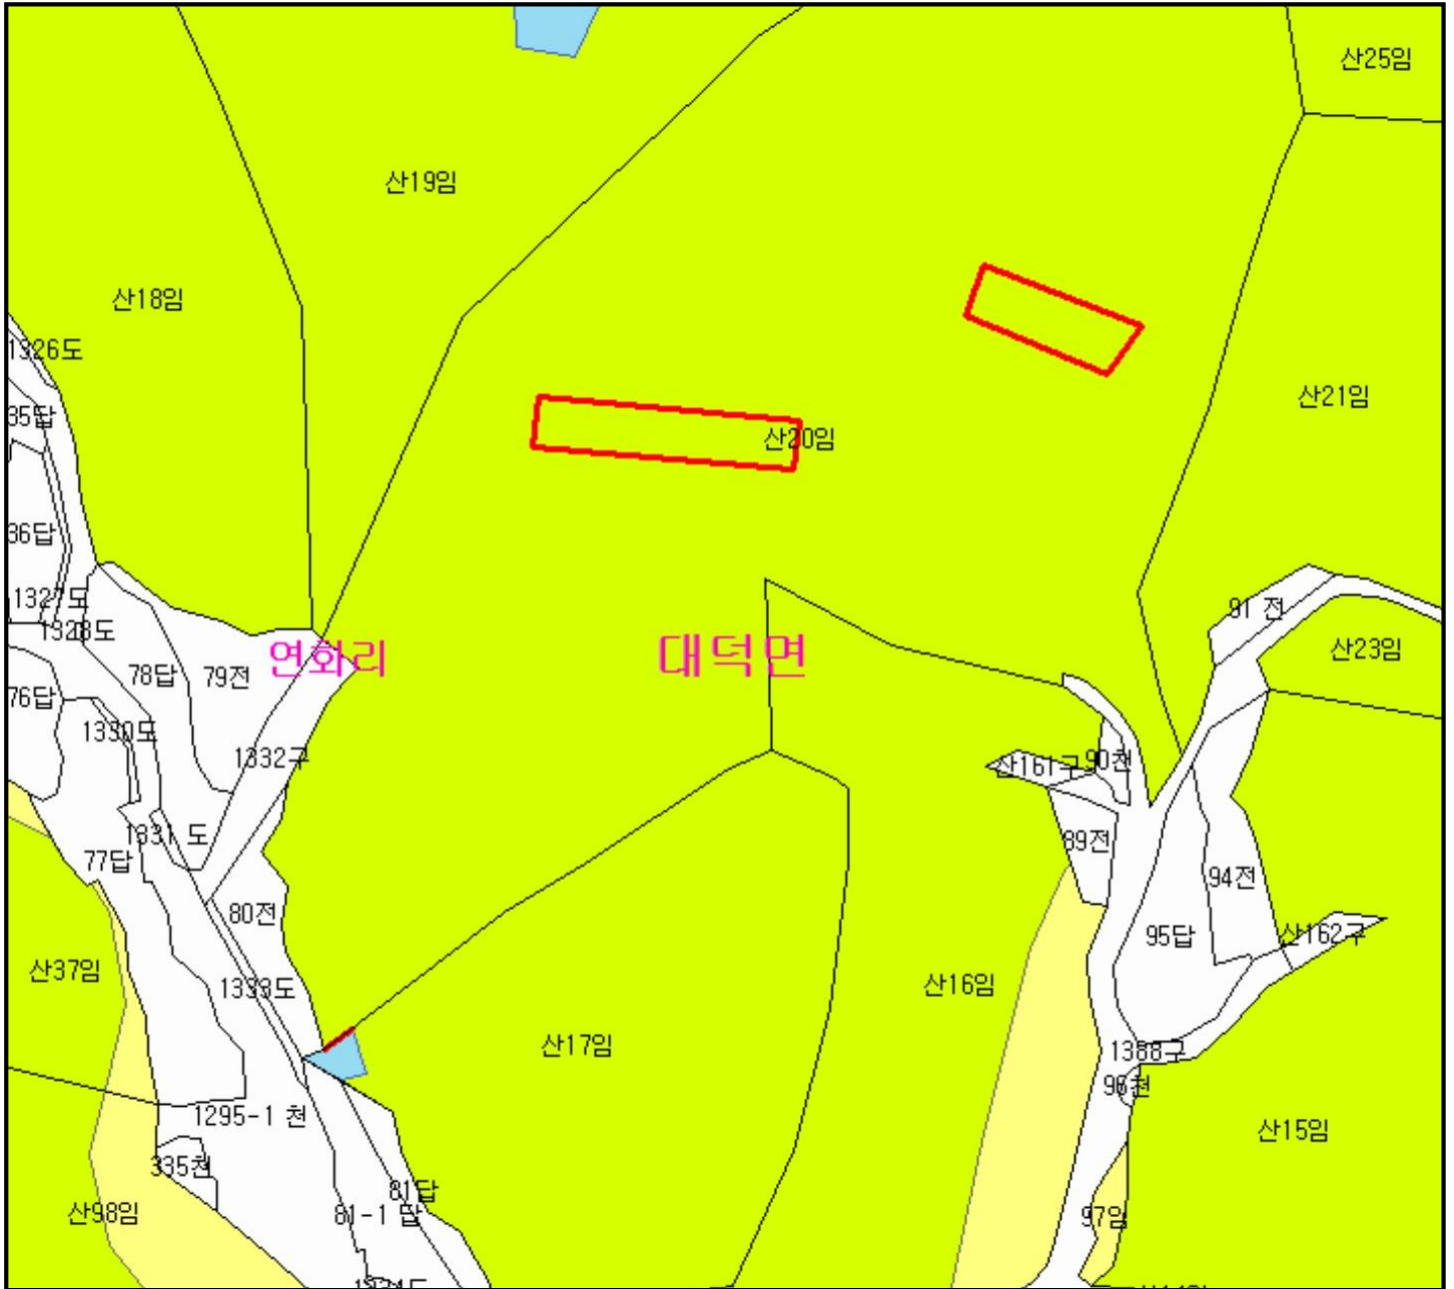 산25임
산19임
산18임
1326도
산21임
35답
산20임
36답
1327도
91 전
1328도
연화리
대덕면
산23임
78답
79전
76답
1330도
1332구
산161구
90천
1331 도
89전
77답
94전
80전
95답
산162구
산37임
1333도
산16임
산17임
1388구
96천
1295-1 천
산15임
335천
81답
산98임
81-1 답
97임